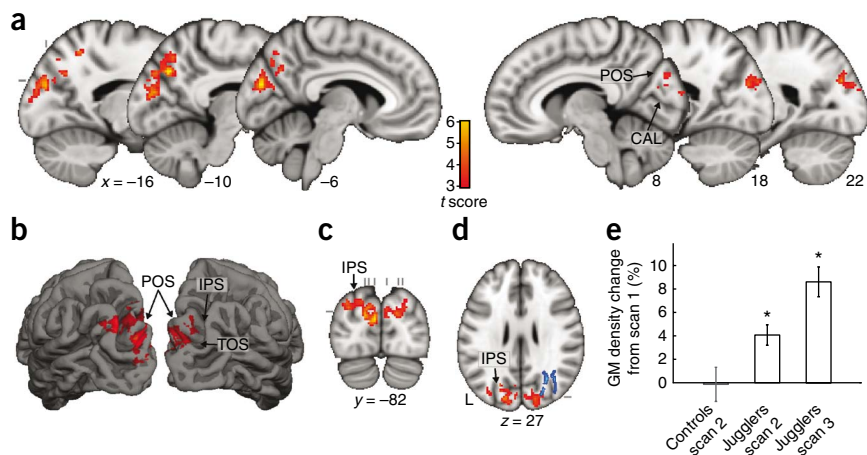 a
POS
CAL
6
5
4
3
t score
x = –16
–10
–6
8
18
22
b
POS
IPS
TOS
c
IPS
y = –82
d
IPS
L
z = 27
e
GM density change
from scan 1 (%)
10
8
6
4
2
0
*
*
Controls
scan 2
Jugglers
scan 2
Jugglers
scan 3